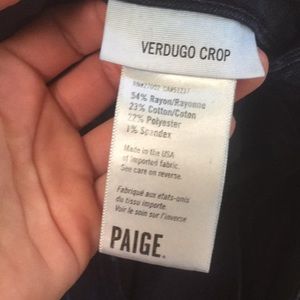 VERDUGO CROP
54% Rayon/Rayonne
23% Cotton/Coton
22% Polyester
1% Spandex
Made in the USA
of imported fabric.
See care on reverse.
Fabriqué aux etats-unis
du tissu importe
Voir le soin sur l'inverse
PAIGE.